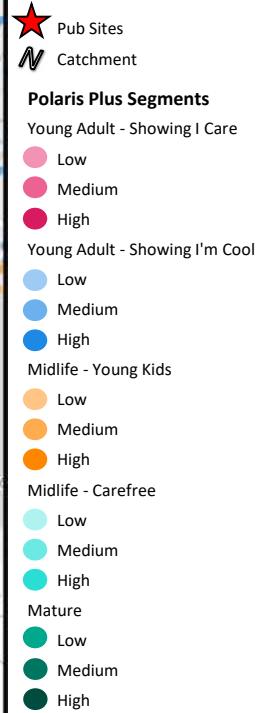 Pub Sites
Catchment
Polaris Plus Segments
Young Adult - Showing I Care
Low
Medium
High
Young Adult - Showing I'm Cool
Low
Medium
High
Midlife - Young Kids
Low
Medium
High
Midlife - Carefree
Low
Medium
High
Mature
Low
Medium
High